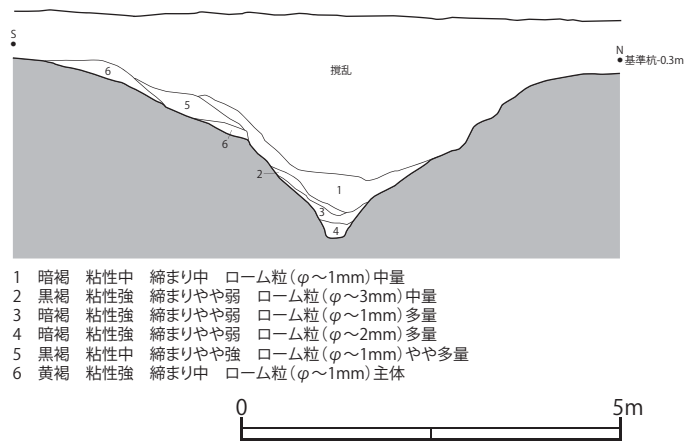 S
N
基準杭-0.3m
撹乱
6
5
6
2
1
3
4
1 暗褐 粘性中 締まり中 ローム粒(φ～1mm)中量
2 黒褐 粘性強 締まりやや弱 ローム粒(φ～3mm)中量
3 暗褐 粘性強 締まりやや弱 ローム粒(φ～1mm)多量
4 暗褐 粘性強 締まりやや弱 ローム粒(φ～2mm)多量
5 黒褐 粘性中 締まりやや強 ローム粒(φ～1mm)やや多量
6 黄褐 粘性強 締まり中 ローム粒(φ～1mm)主体
0 5m